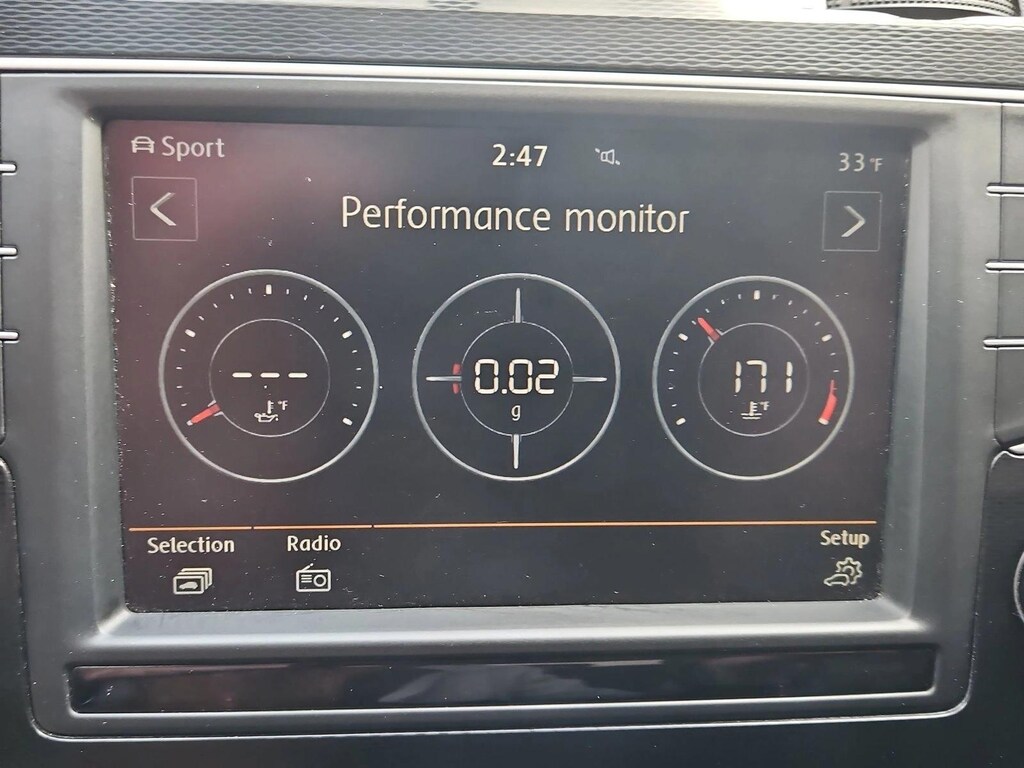 Sport 2:47 33°F
Performance monitor
--- 0.02 171
°F g °F
Selection Radio Setup